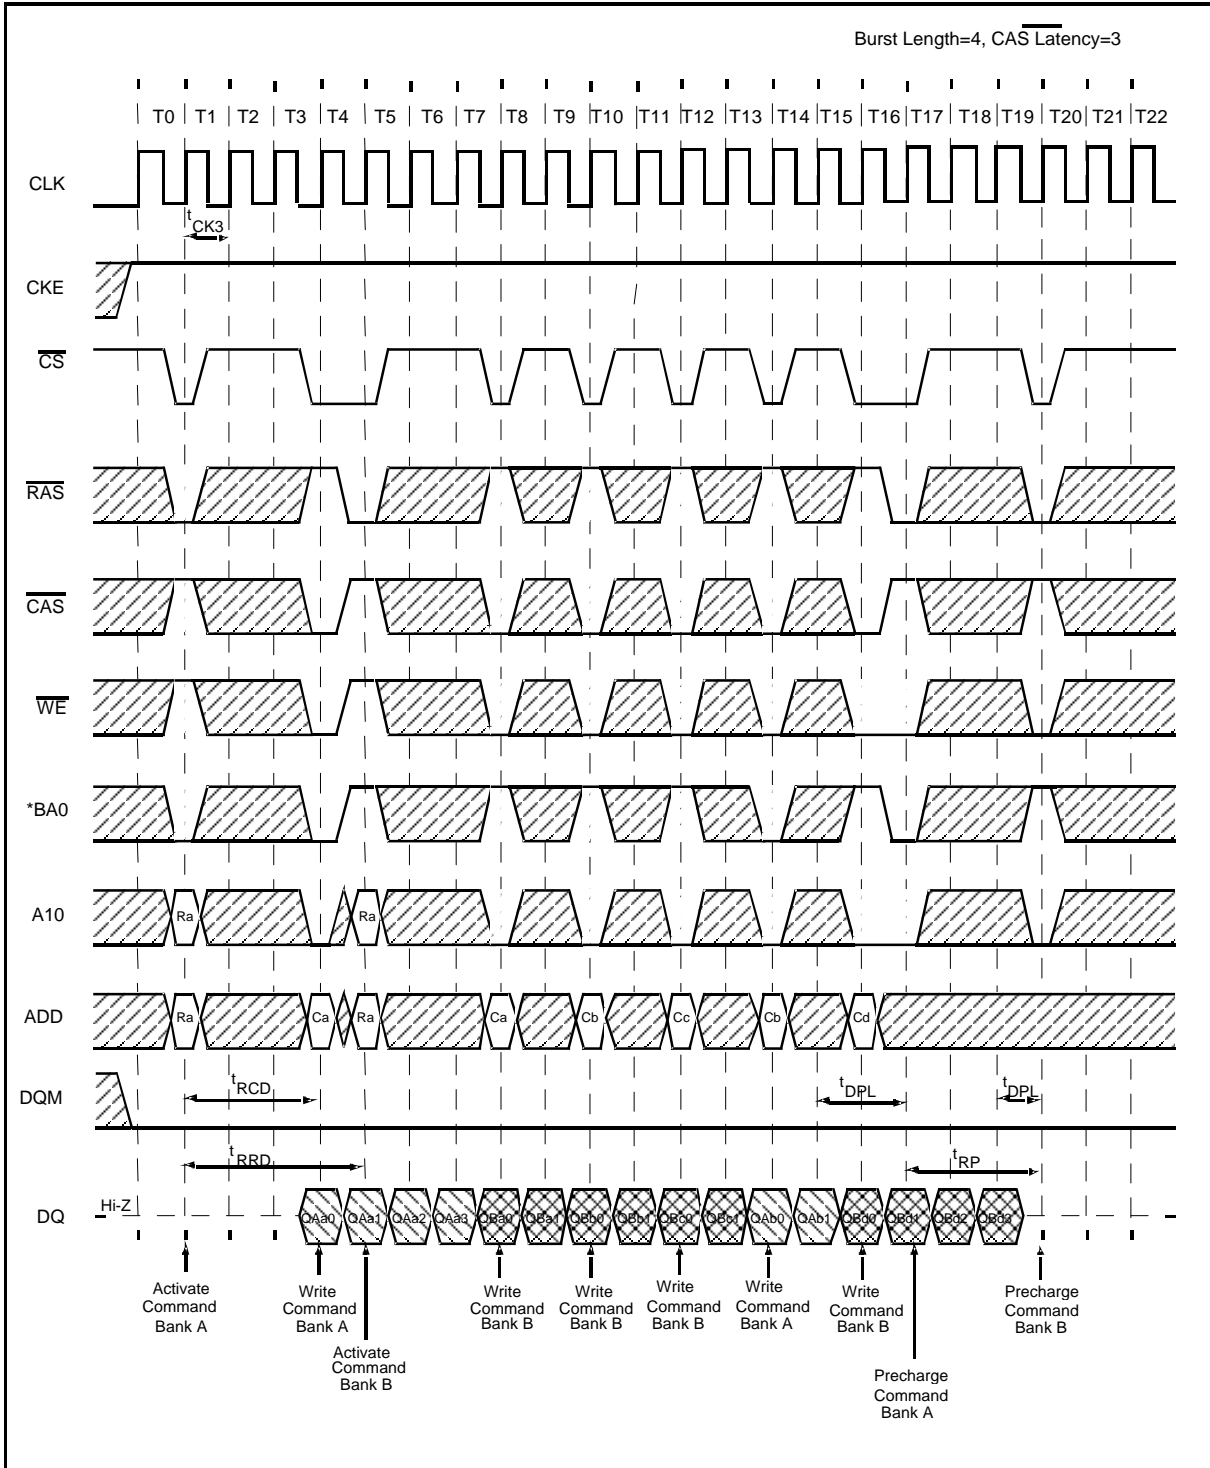 Burst Length=4, CAS Latency=3
T0 T1 T2 T3 T4 T5 T6 T7 T8 T9 T10 T11 T12 T13 T14 T15 T16 T17 T18 T19 T20 T21 T22
CLK
tCK3
CKE
CS
RAS
CAS
WE
*BA0
A10
Ra Ra
ADD
Ra Ca Ra Ca Cb Cc Cb Cd
DQM
tRCD tDPL tDPL
tRRD tRP
DQ
Hi-Z
QAa0 QAa1 QAa2 QAa3 QBa0 QBa1 QBb0 QBb1 QBc0 QBc1 QAb0 QAb1 QBd0 QBd1 QBd2 QBd3
Activate
Command
Bank A
Write
Command
Bank A
Activate
Command
Bank B
Write
Command
Bank B
Write
Command
Bank B
Write
Command
Bank B
Write
Command
Bank A
Write
Command
Bank B
Precharge
Command
Bank A
Precharge
Command
Bank B